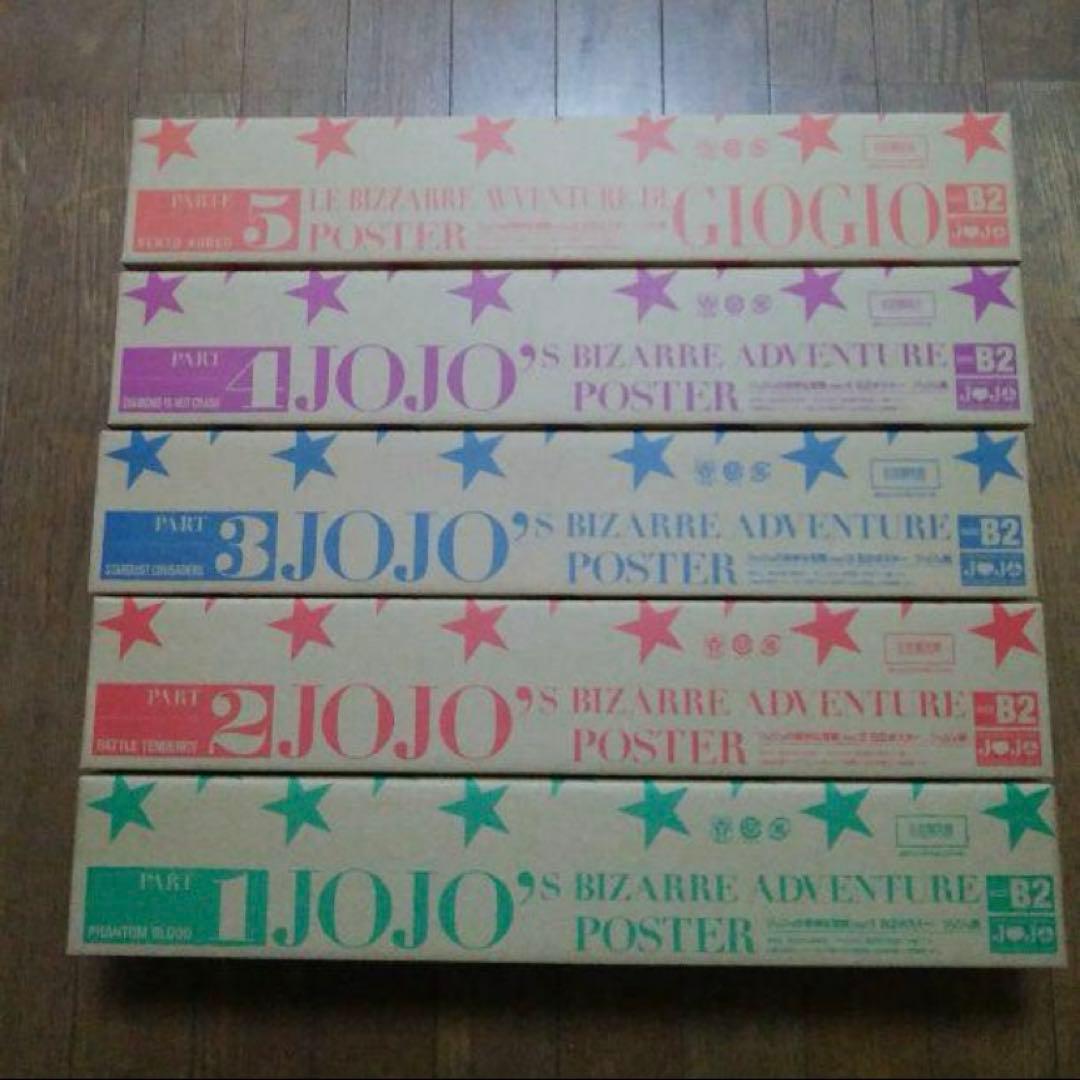 PARTE
5
VENTO AUREO
LE BIZZARRE AVVENTURE DI
GIOGIO
POSTER
B2
JOJO
PART
4
DIAMOND IS NOT CRASH
JOJO's BIZARRE ADVENTURE
POSTER
B2
JOJO
PART
3
STARDUST CRUSADERS
JOJO's BIZARRE ADVENTURE
POSTER
B2
JOJO
PART
2
BATTLE TENDENCY
JOJO's BIZARRE ADVENTURE
POSTER
B2
JOJO
PART
1
PHANTOM BLOOD
JOJO's BIZARRE ADVENTURE
POSTER
B2
JOJO